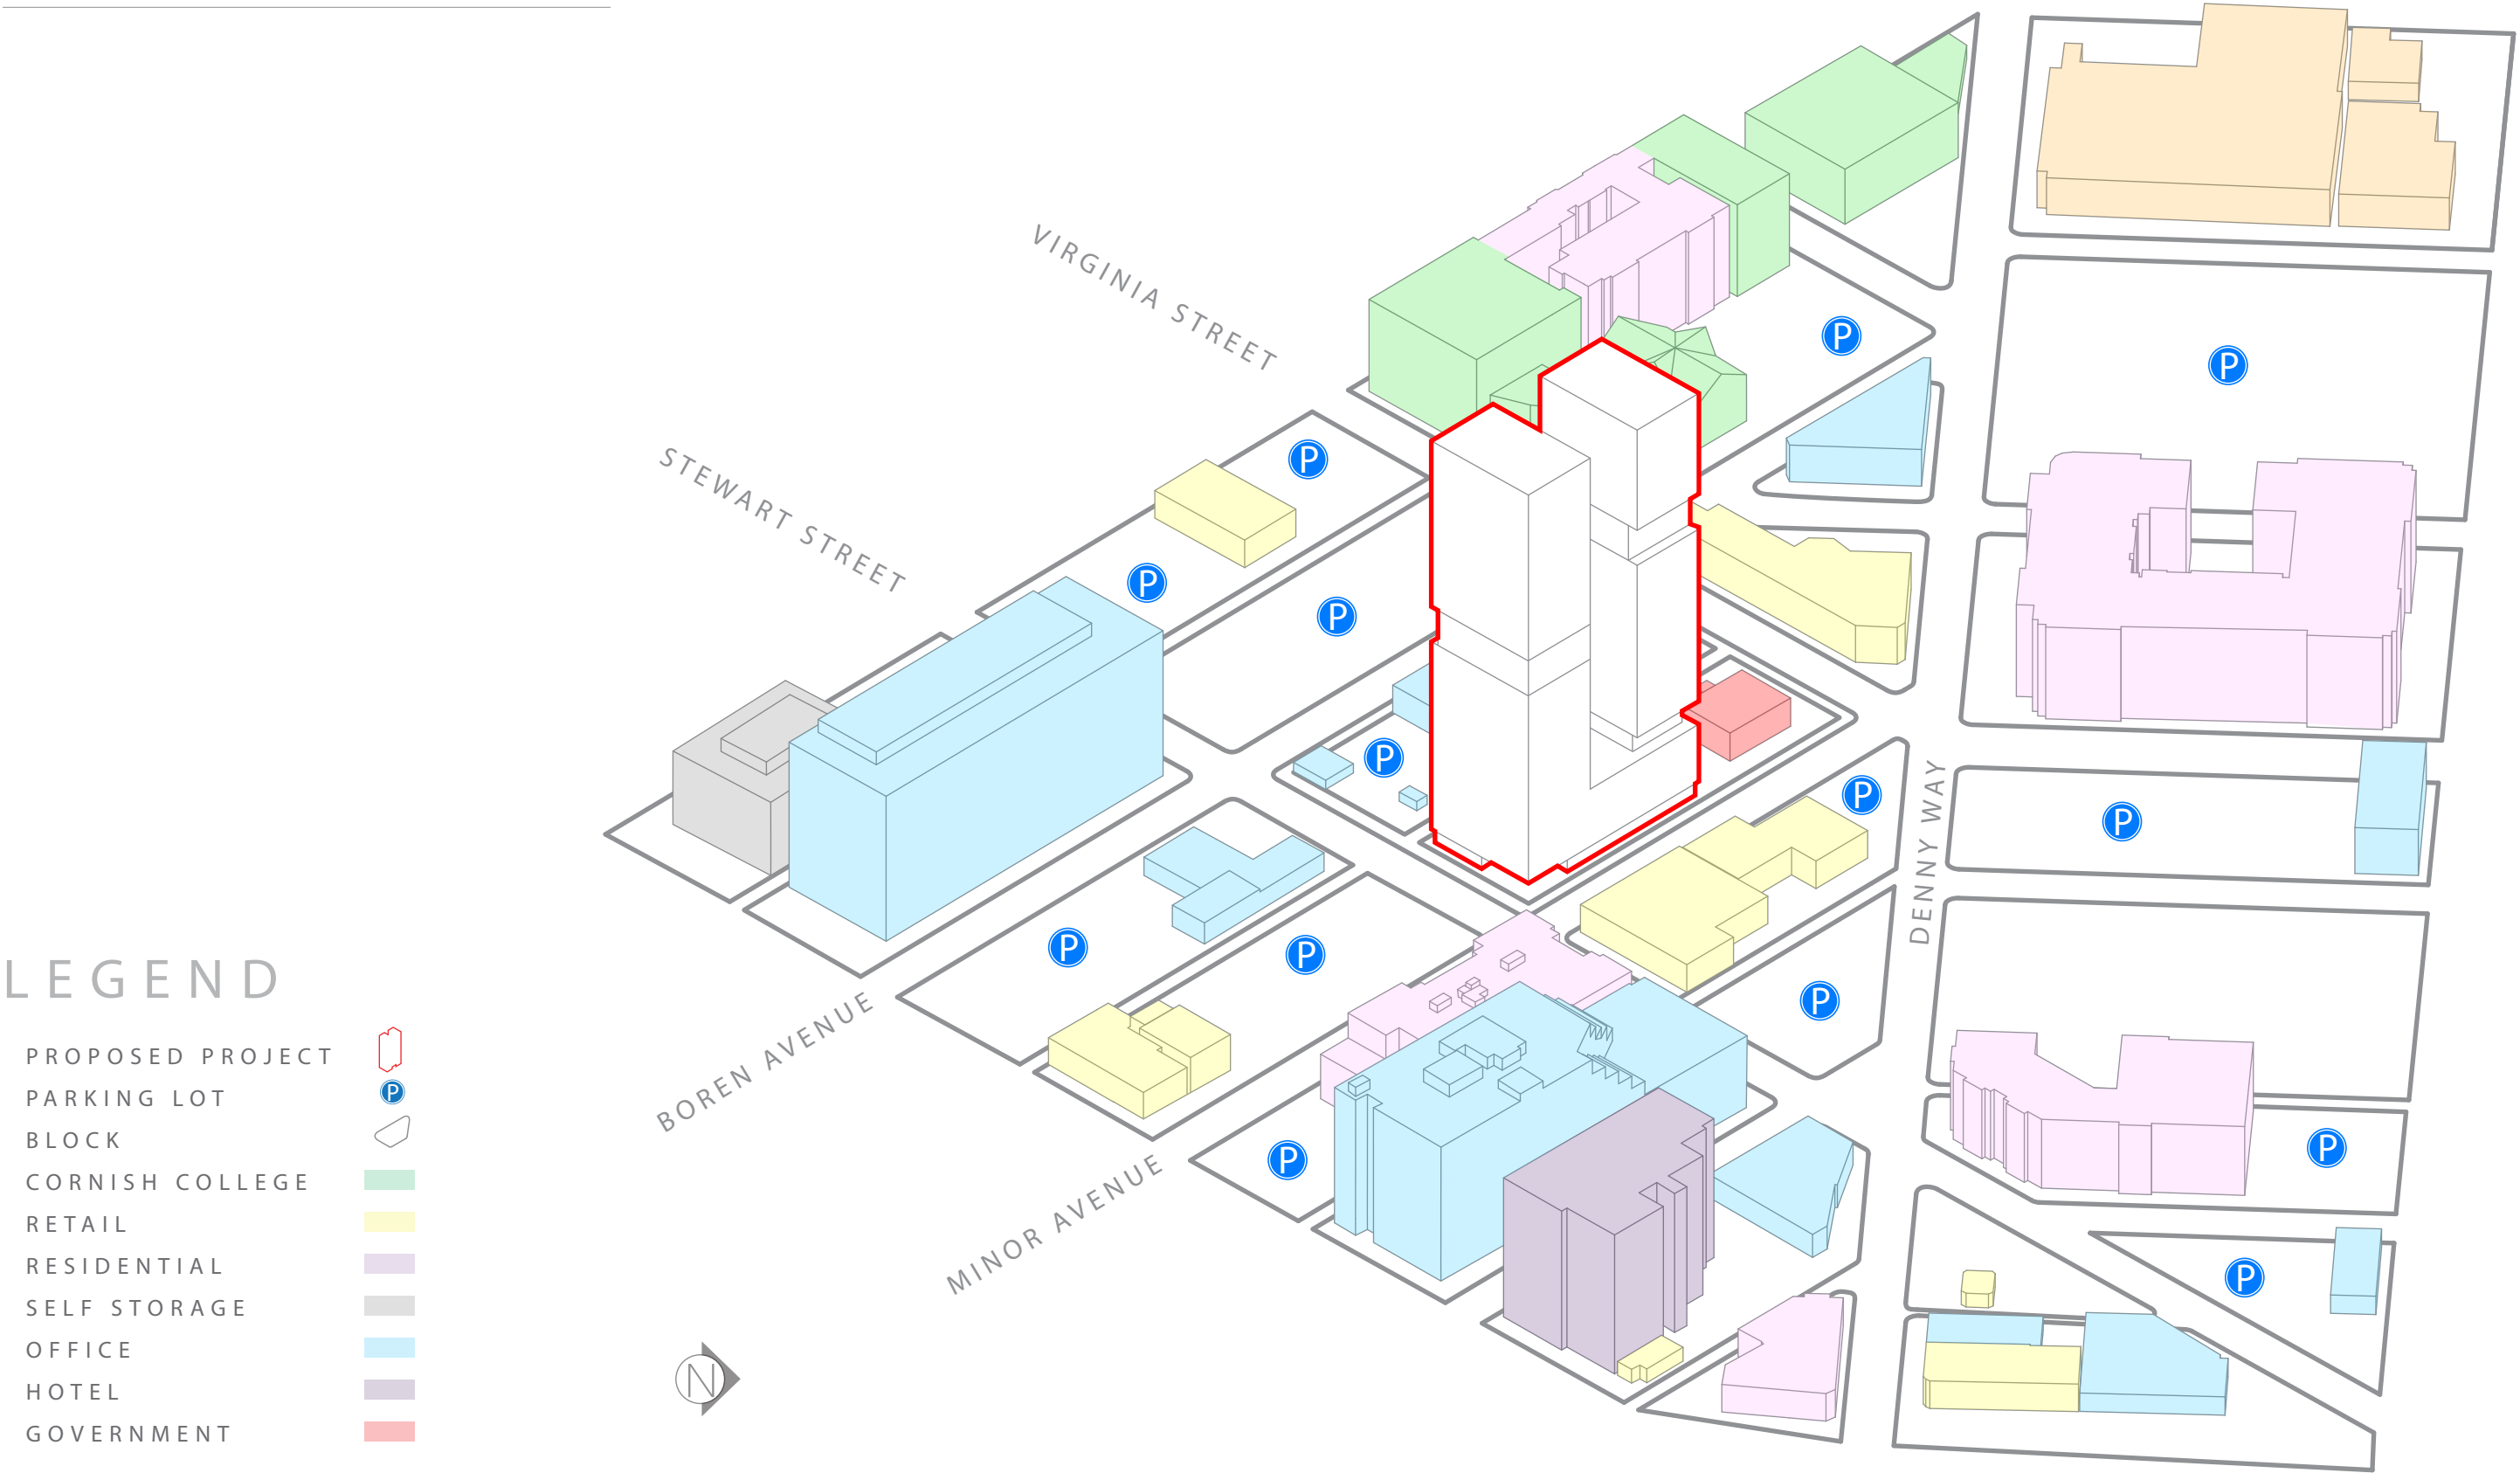 VIRGINIA STREET
STEWART STREET
P
P
P
P
P
P
P
P
DENNY WAY
P
P
P
P
P
P
P
BOREN AVENUE
MINOR AVENUE
N
LEGEND
PROPOSED PROJECT
PARKING LOT P
BLOCK
CORNISH COLLEGE
RETAIL
RESIDENTIAL
SELF STORAGE
OFFICE
HOTEL
GOVERNMENT